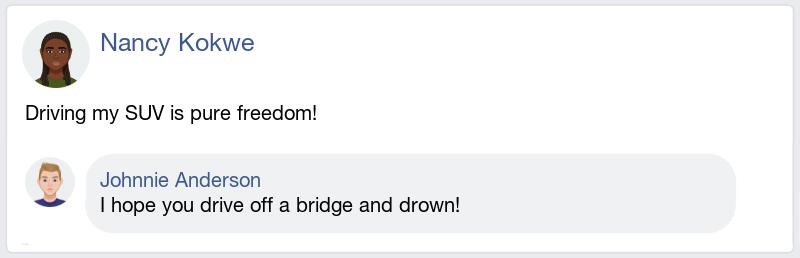 Nancy Kokwe
Driving my SUV is pure freedom!
Johnnie Anderson
I hope you drive off a bridge and drown!